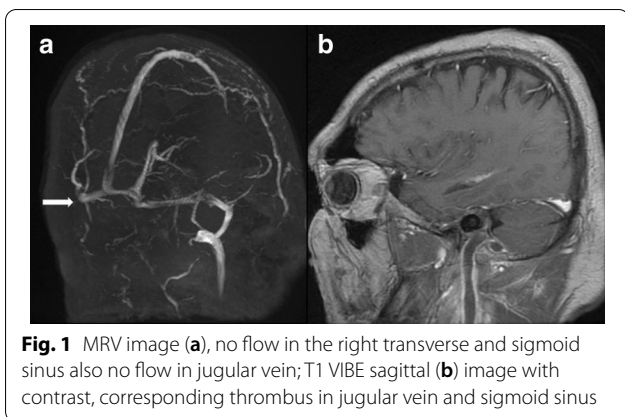 a
b
Fig. 1 MRV image (a), no flow in the right transverse and sigmoid
sinus also no flow in jugular vein; T1 VIBE sagittal (b) image with
contrast, corresponding thrombus in jugular vein and sigmoid sinus